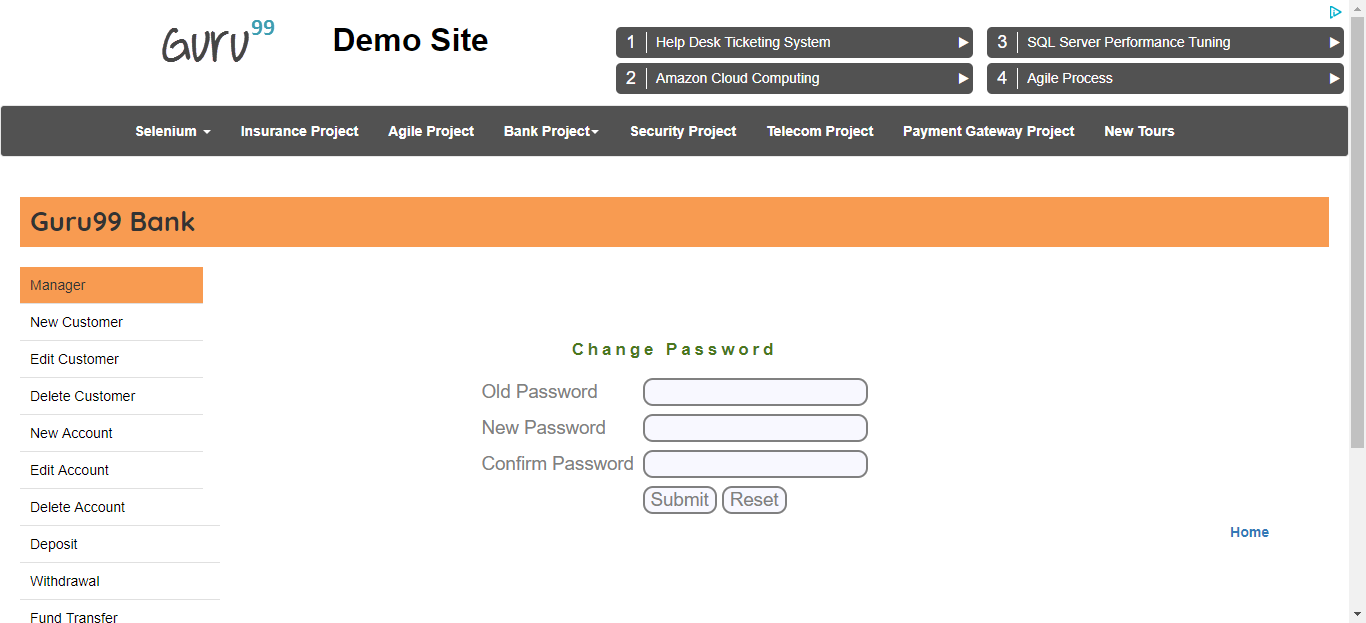 Guru99
Demo Site
1 Help Desk Ticketing System
3 SQL Server Performance Tuning
2 Amazon Cloud Computing
4 Agile Process
Selenium Insurance Project Agile Project Bank Project Security Project Telecom Project Payment Gateway Project New Tours
Guru99 Bank
Manager
New Customer
Edit Customer
Delete Customer
New Account
Edit Account
Delete Account
Deposit
Withdrawal
Fund Transfer
Change Password
Old Password
New Password
Confirm Password
Submit Reset
Home